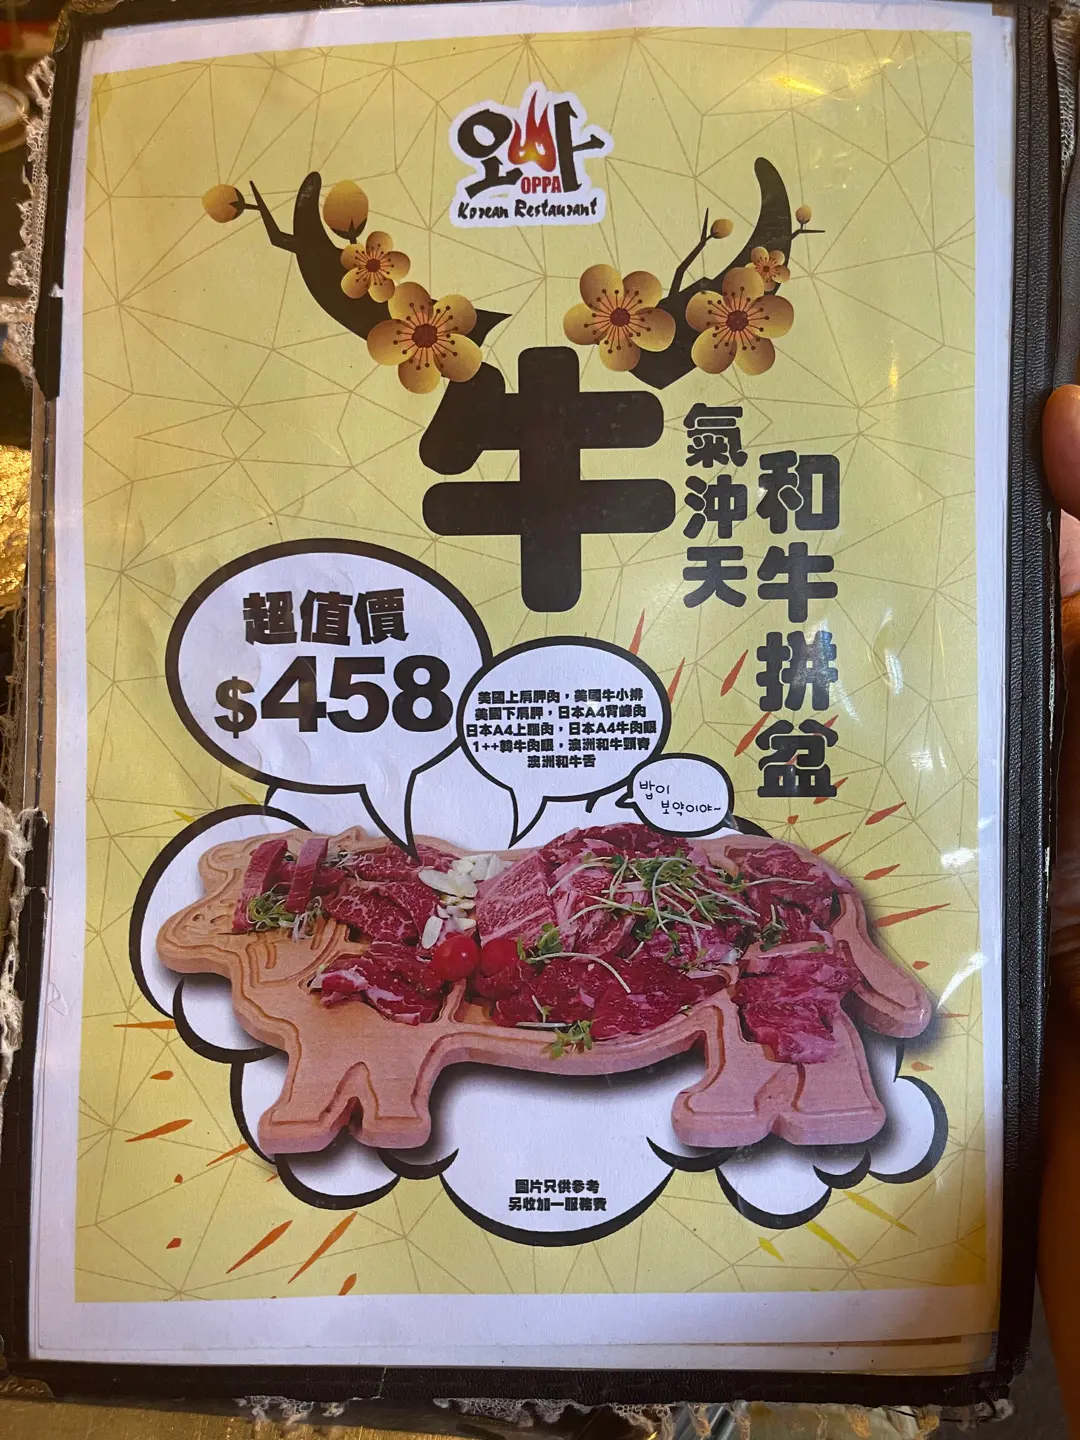 오빠
OPPA
Korean Restaurant
牛
氣沖天
和牛拼盆
超值價
$458
美國上肩胛肉，美國牛小排
美國下肩胛，日本A4背峰肉
日本A4上腦肉，日本A4牛肉眼
1++韓牛肉眼，澳洲和牛頸脊
澳洲和牛舌
밥이
보약이야~
圖片只供參考
另收加一服務費